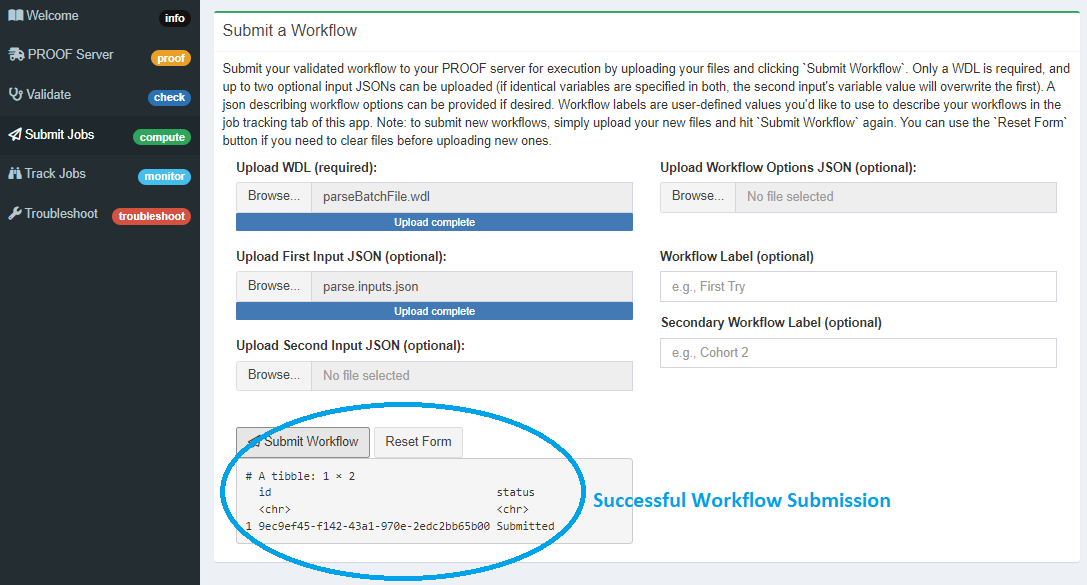 Welcome info
PROOF Server proof
Validate check
Submit Jobs compute
Track Jobs monitor
Troubleshoot troubleshoot
Submit a Workflow
Submit your validated workflow to your PROOF server for execution by uploading your files and clicking `Submit Workflow`. Only a WDL is required, and
up to two optional input JSONs can be uploaded (if identical variables are specified in both, the second input's variable value will overwrite the first). A
json describing workflow options can be provided if desired. Workflow labels are user-defined values you'd like to use to describe your workflows in the
job tracking tab of this app. Note: to submit new workflows, simply upload your new files and hit `Submit Workflow` again. You can use the `Reset Form`
button if you need to clear files before uploading new ones.
Upload WDL (required):
Browse... parseBatchFile.wdl
Upload complete
Upload First Input JSON (optional):
Browse... parse.inputs.json
Upload complete
Upload Second Input JSON (optional):
Browse... No file selected
Upload Workflow Options JSON (optional):
Browse... No file selected
Workflow Label (optional)
e.g., First Try
Secondary Workflow Label (optional)
e.g., Cohort 2
Submit Workflow Reset Form
# A tibble: 1 × 2
id status
<chr> <chr>
1 9ec9ef45-f142-43a1-970e-2edc2bb65b00 Submitted
Successful Workflow Submission